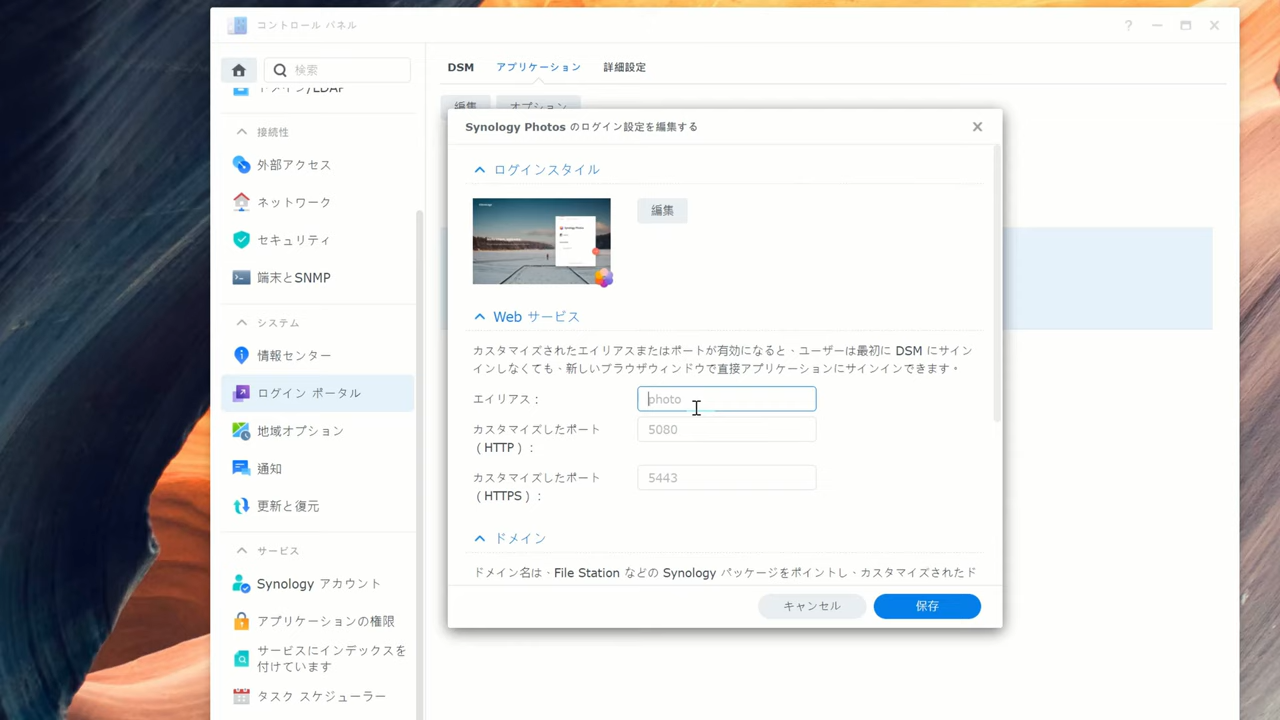 コントロール パネル
?
検索
ドメイン/LDAP
接続性
外部アクセス
ネットワーク
セキュリティ
端末とSNMP
システム
情報センター
ログイン ポータル
地域オプション
通知
更新と復元
サービス
Synology アカウント
アプリケーションの権限
サービスにインデックスを
付けています
タスク スケジューラー
DSM アプリケーション 詳細設定
編集 オプション
Synology Photos のログイン設定を編集する
ログインスタイル
編集
Web サービス
カスタマイズされたエイリアスまたはポートが有効になると、ユーザーは最初に DSM にサイン
インしなくても、新しいブラウザウィンドウで直接アプリケーションにサインインできます。
エイリアス： photo
カスタマイズしたポート 5080
（HTTP）：
カスタマイズしたポート 5443
（HTTPS）：
ドメイン
ドメイン名は、File Station などの Synology パッケージをポイントし、カスタマイズされたド
キャンセル 保存